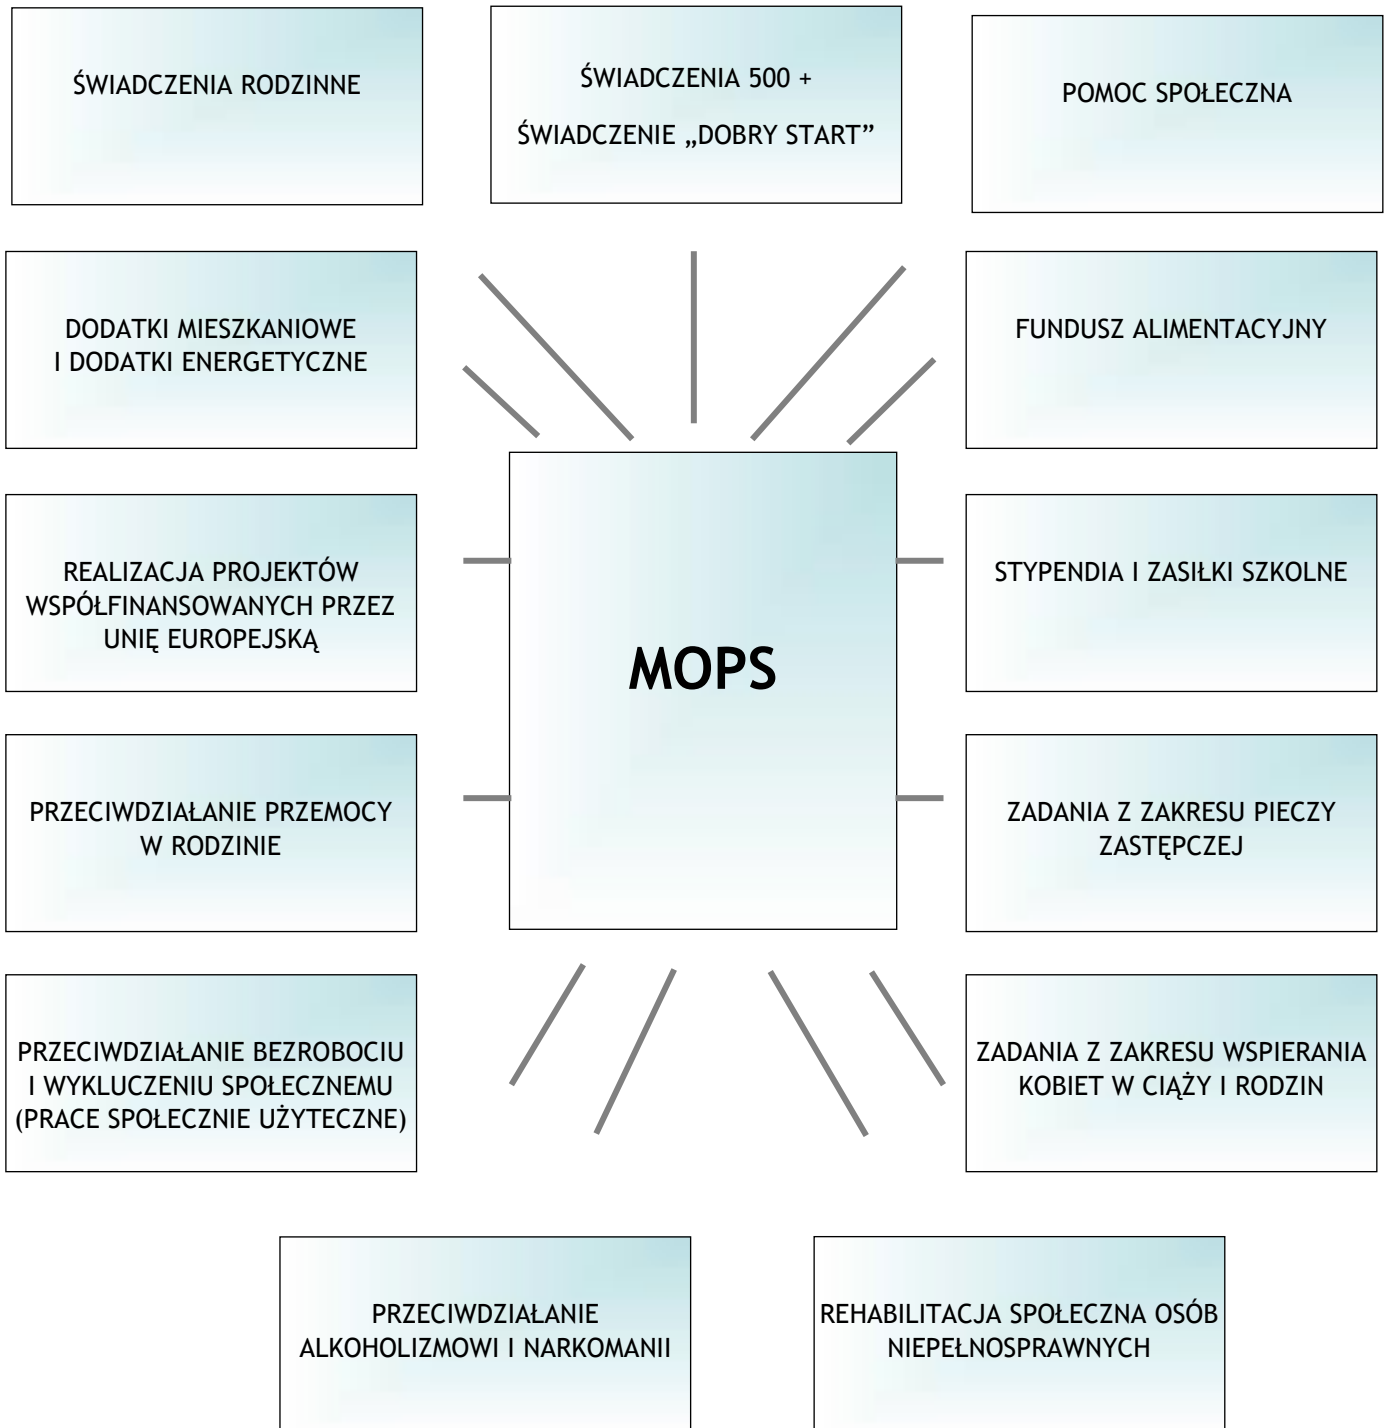 ŚWIADCZENIA RODZINNE
ŚWIADCZENIA 500 +
ŚWIADCZENIE „DOBRY START”
POMOC SPOŁECZNA
DODATKI MIESZKANIOWE
I DODATKI ENERGETYCZNE
FUNDUSZ ALIMENTACYJNY
REALIZACJA PROJEKTÓW
WSPÓŁFINANSOWANYCH PRZEZ
UNIĘ EUROPEJSKĄ
MOPS
STYPENDIA I ZASIŁKI SZKOLNE
PRZECIWDZIAŁANIE PRZEMOCY
W RODZINIE
ZADANIA Z ZAKRESU PIECZY
ZASTĘPCZEJ
PRZECIWDZIAŁANIE BEZROBOCIU
I WYKLUCZENIU SPOŁECZNEMU
(PRACE SPOŁECZNIE UŻYTECZNE)
ZADANIA Z ZAKRESU WSPIERANIA
KOBIET W CIĄŻY I RODZIN
PRZECIWDZIAŁANIE
ALKOHOLIZMOWI I NARKOMANII
REHABILITACJA SPOŁECZNA OSÓB
NIEPEŁNOSPRAWNYCH